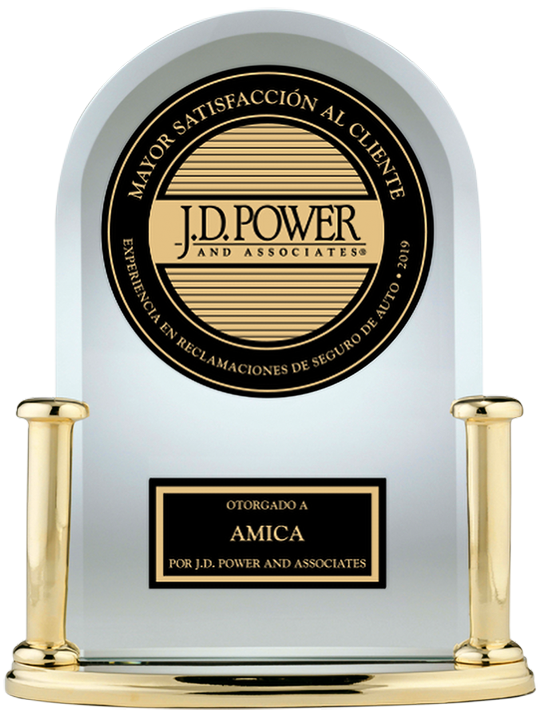 MAYOR SATISFACCIÓN AL CLIENTE
J.D. POWER
AND ASSOCIATES®
EXPERIENCIA EN RECLAMACIONES DE SEGURO DE AUTO • 2019
OTORGADO A
AMICA
POR J.D. POWER AND ASSOCIATES